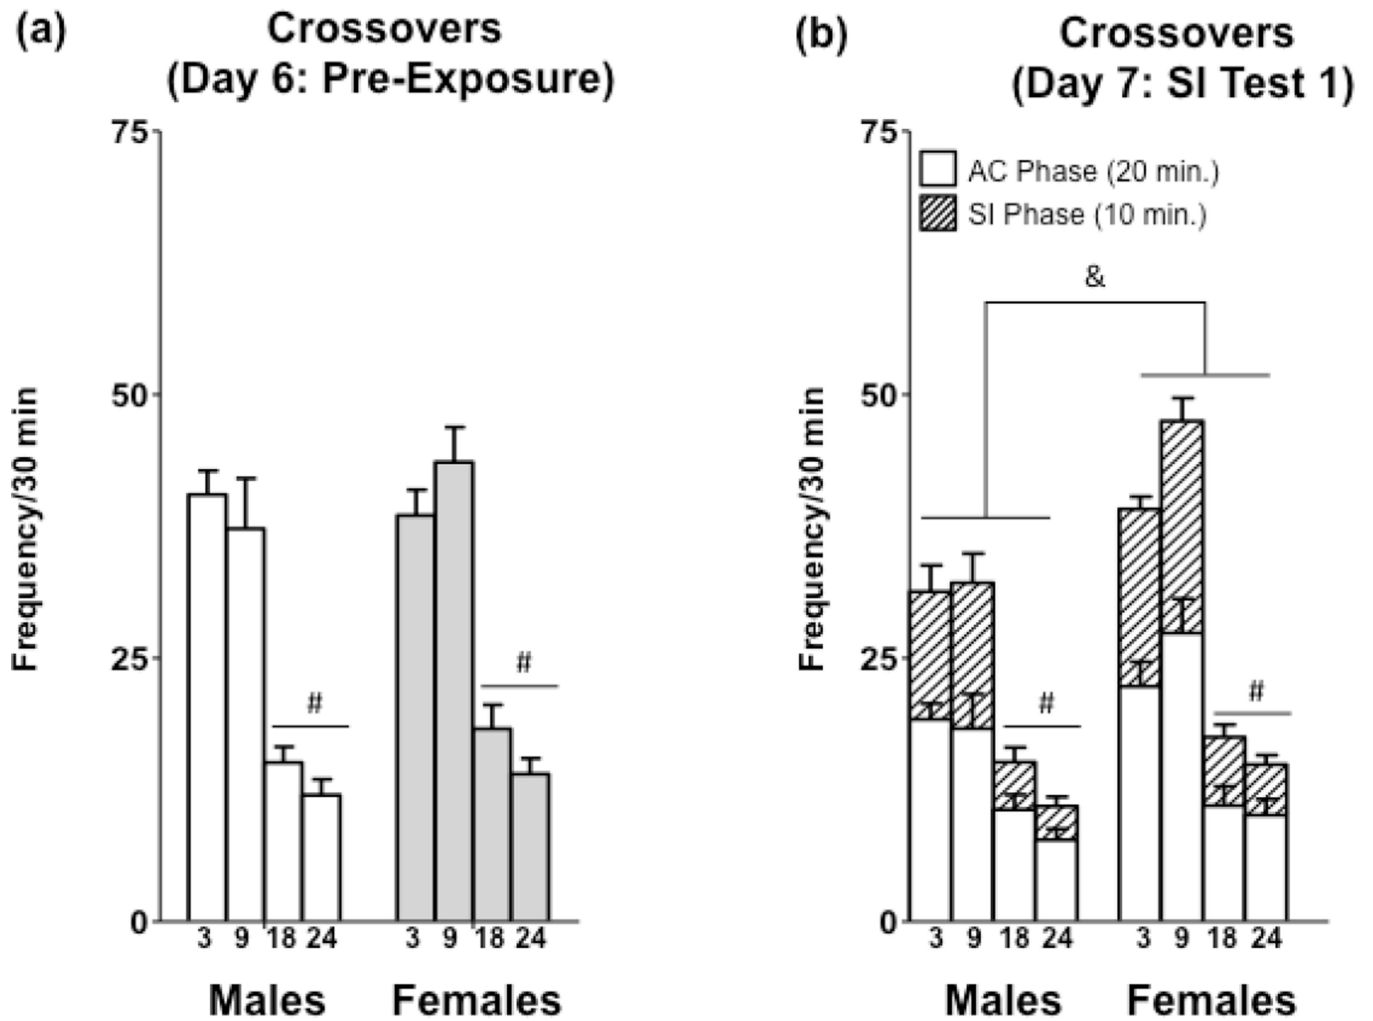 (a)
Crossovers
(Day 6: Pre-Exposure)
75
50
25
0
Frequency/30 min
#
#
3 9 18 24 3 9 18 24
Males Females
(b)
Crossovers
(Day 7: SI Test 1)
75
50
25
0
Frequency/30 min
AC Phase (20 min.)
SI Phase (10 min.)
&
#
#
3 9 18 24 3 9 18 24
Males Females